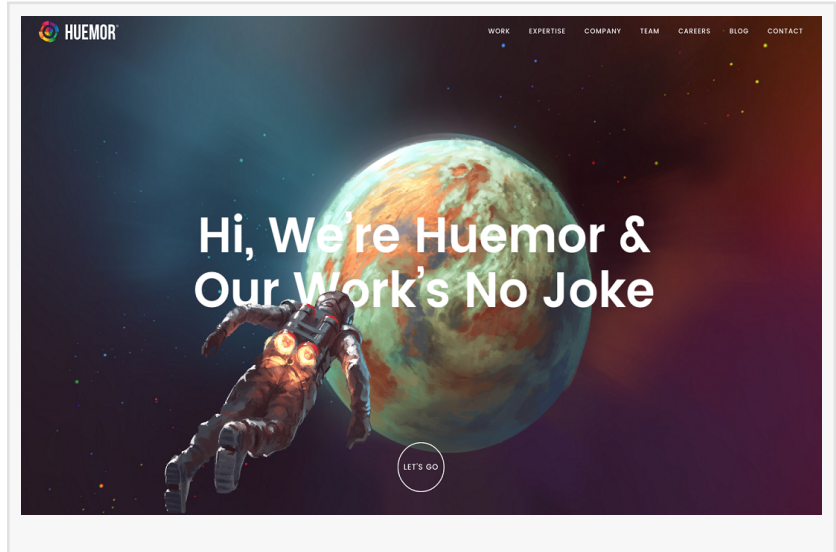 HUEMOR
WORK EXPERTISE COMPANY TEAM CAREERS BLOG CONTACT
Hi, We're Huemor &
Our Work's No Joke
LET'S GO